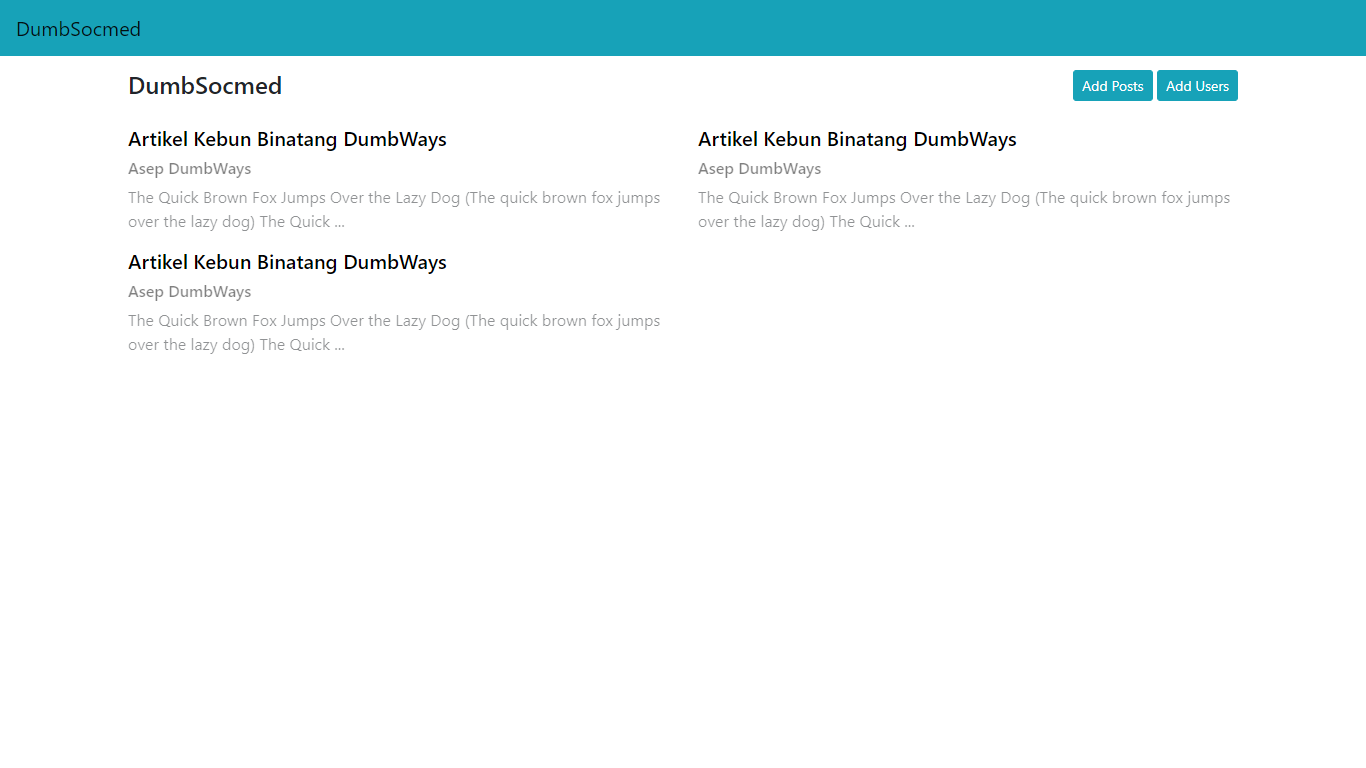 DumbSocmed
DumbSocmed
Add Posts
Add Users
Artikel Kebun Binatang DumbWays
Asep DumbWays
The Quick Brown Fox Jumps Over the Lazy Dog (The quick brown fox jumps
over the lazy dog) The Quick ...
Artikel Kebun Binatang DumbWays
Asep DumbWays
The Quick Brown Fox Jumps Over the Lazy Dog (The quick brown fox jumps
over the lazy dog) The Quick ...
Artikel Kebun Binatang DumbWays
Asep DumbWays
The Quick Brown Fox Jumps Over the Lazy Dog (The quick brown fox jumps
over the lazy dog) The Quick ...